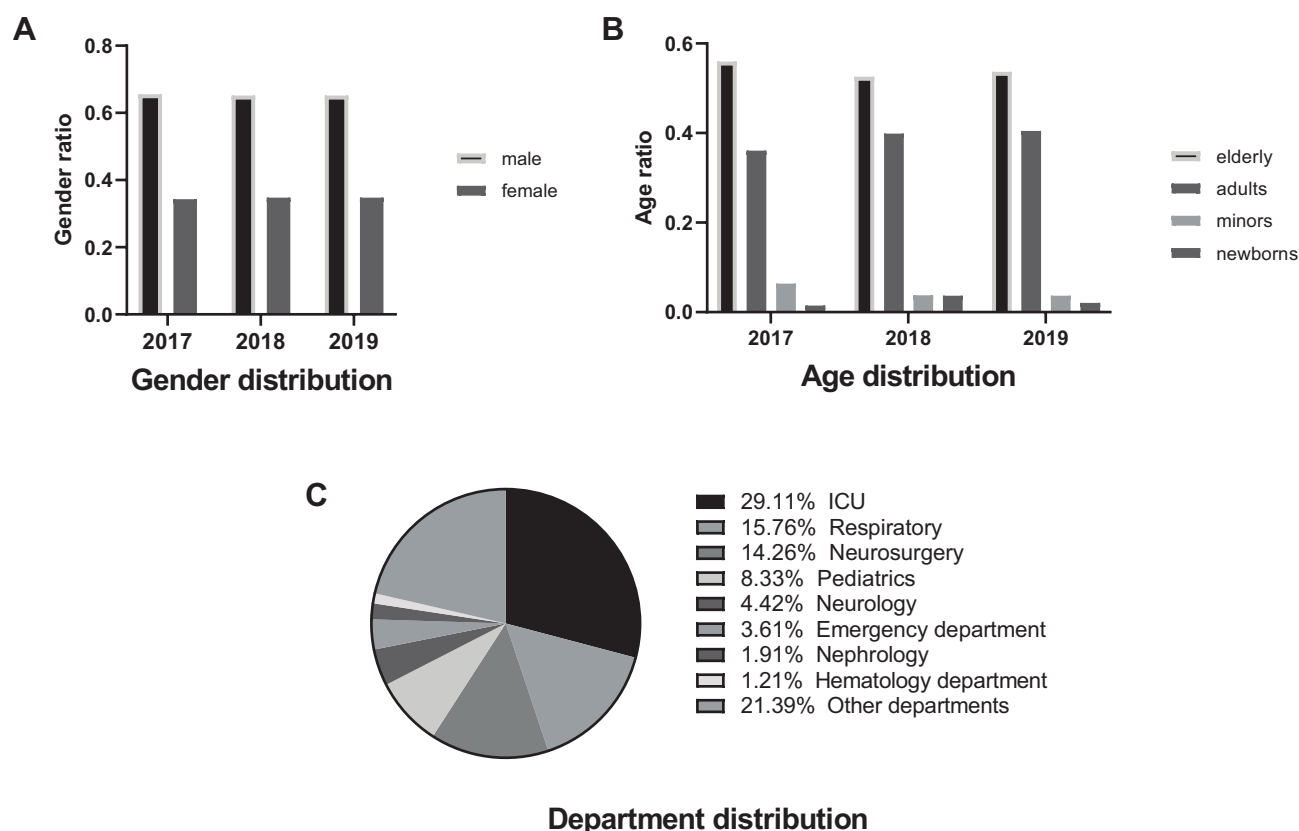 A
0.8
0.6
0.4
0.2
0.0
Gender ratio
2017 2018 2019
Gender distribution
male
female
B
0.6
0.4
0.2
0.0
Age ratio
2017 2018 2019
Age distribution
elderly
adults
minors
newborns
C
29.11% ICU
15.76% Respiratory
14.26% Neurosurgery
8.33% Pediatrics
4.42% Neurology
3.61% Emergency department
1.91% Nephrology
1.21% Hematology department
21.39% Other departments
Department distribution